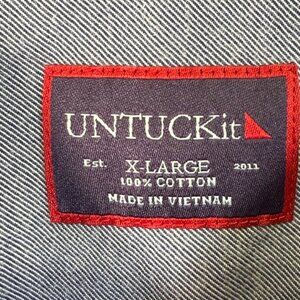 UNTUCKit
Est. X-LARGE 2011
100% COTTON
MADE IN VIETNAM